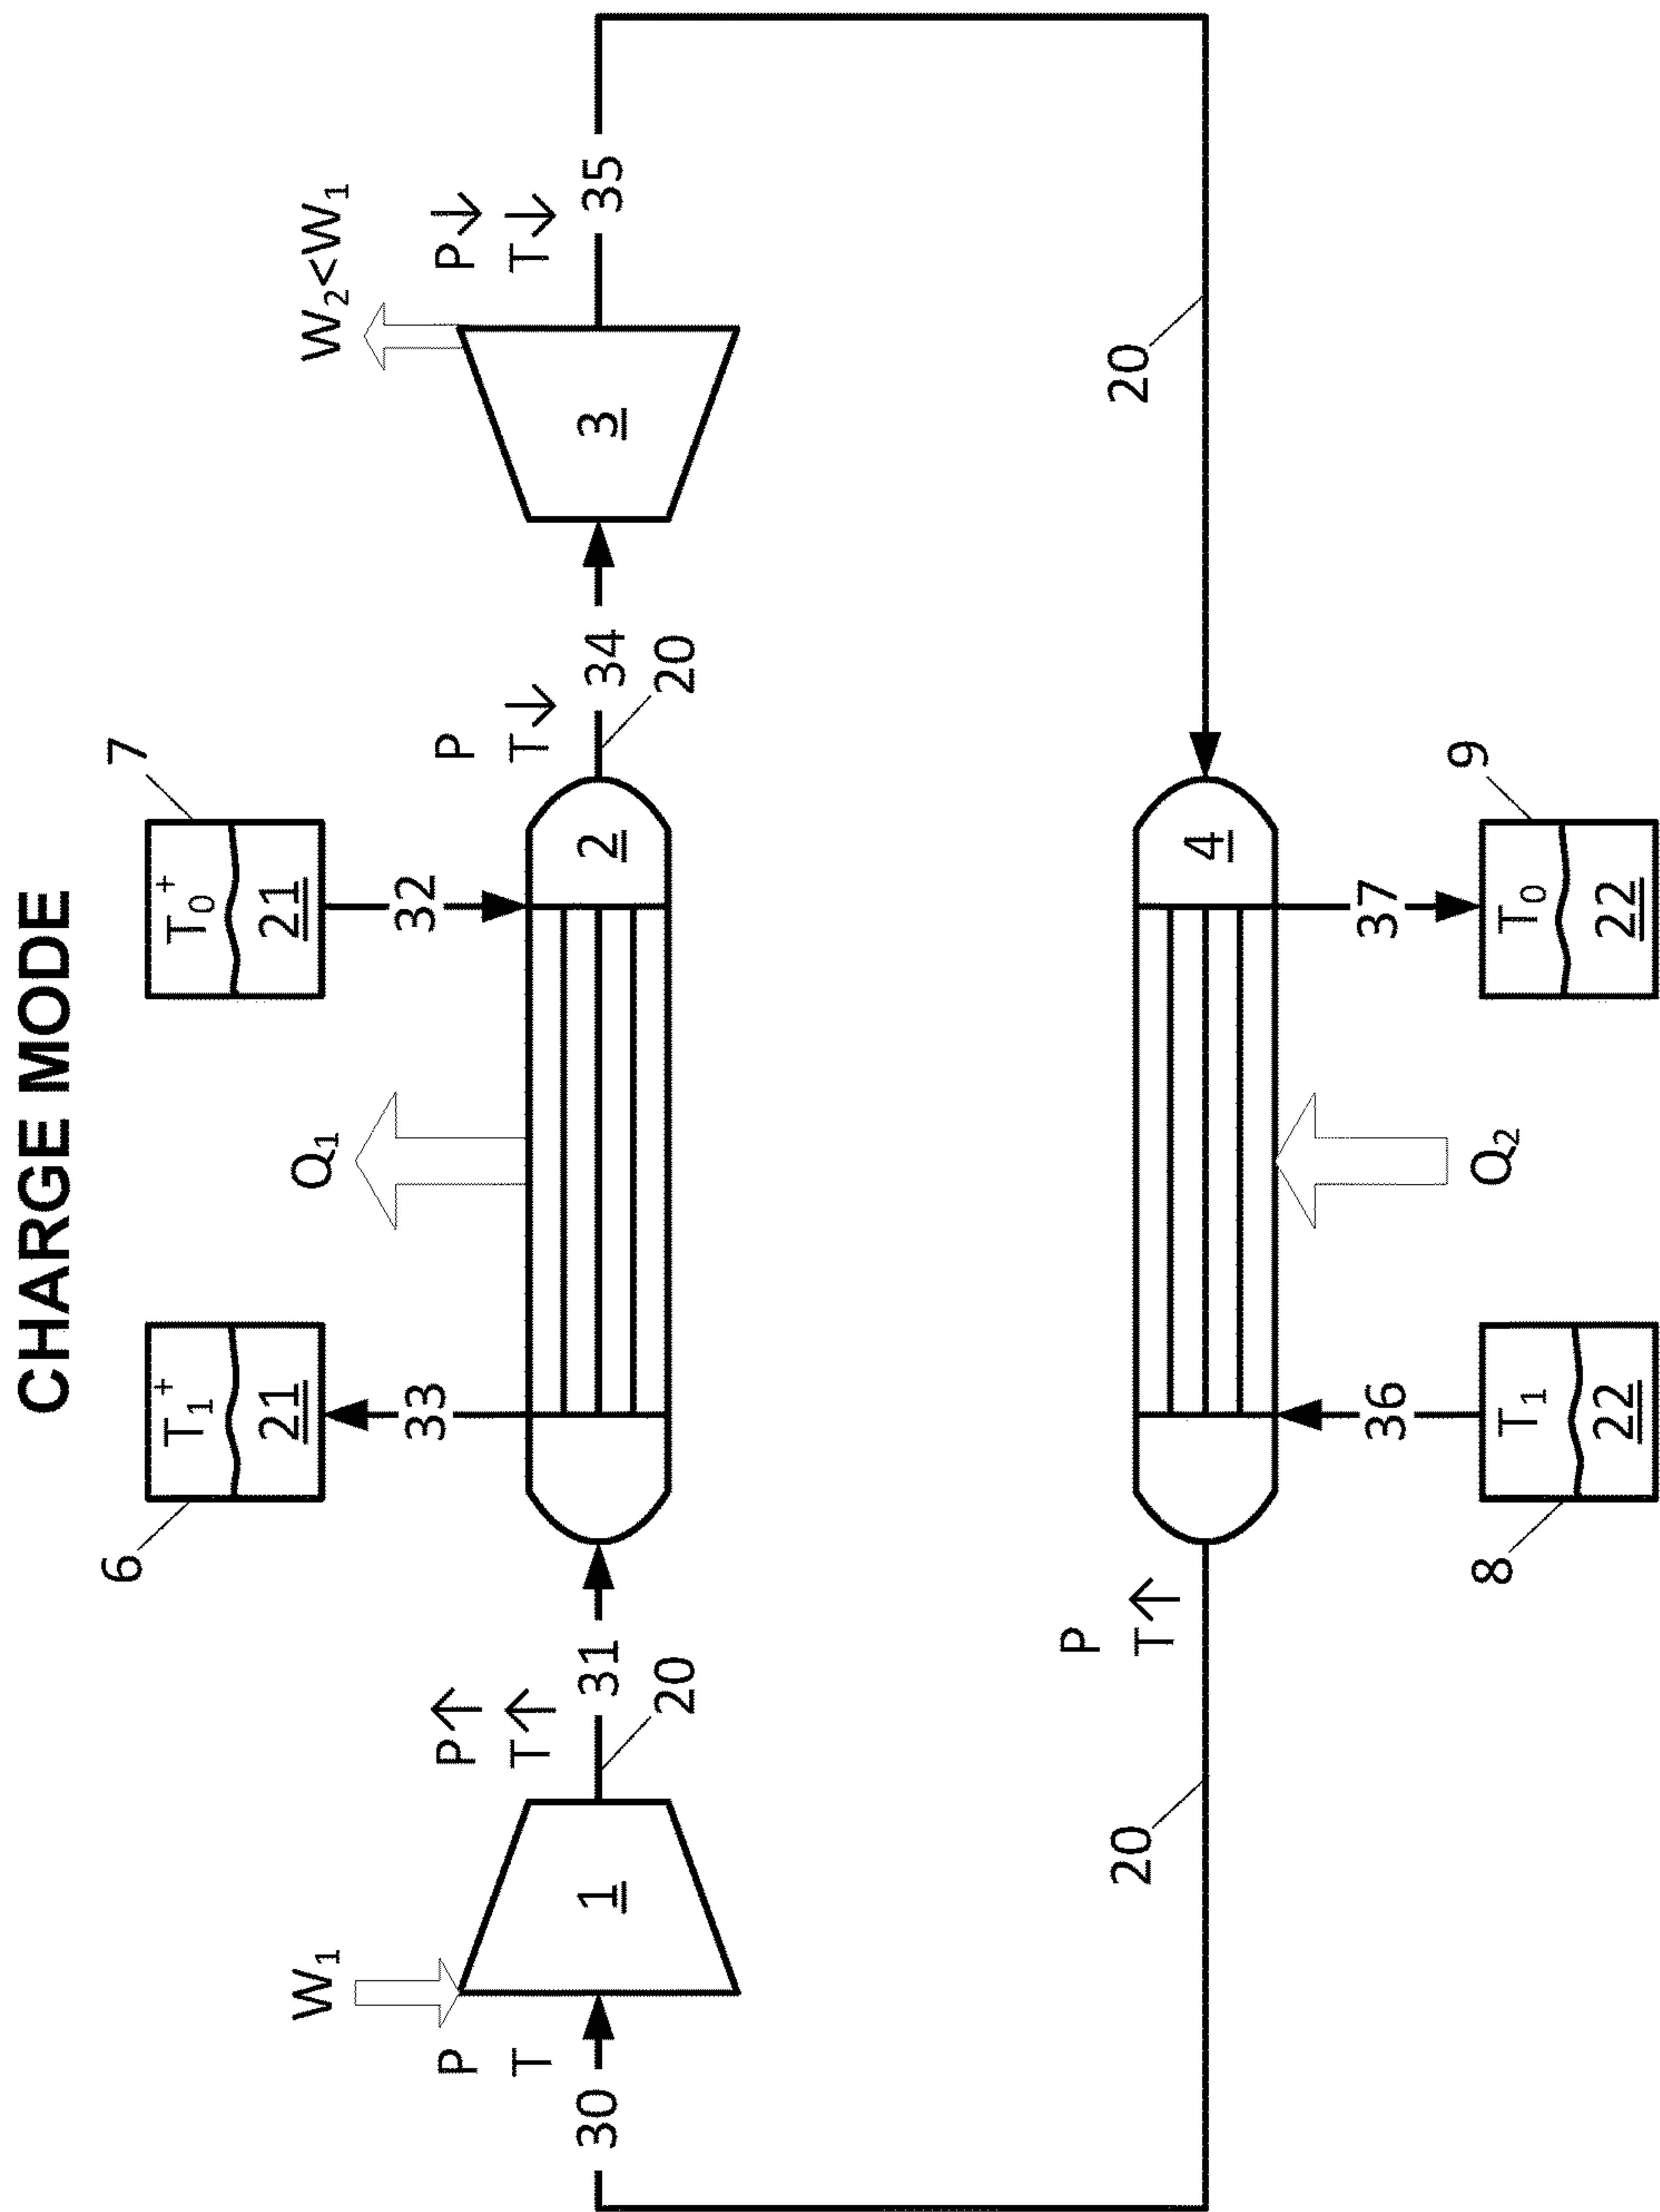 CHARGE MODE
6
T₁⁺
21
7
T₀⁺
21
33
Q₁
32
W₁
W₂<W₁
P
T
P↑
T↑
P
T↓
P↓
T↓
30
1
31
2
34
3
35
20
20
P
T↑
4
20
20
36
Q₂
37
8
T₁
22
9
T₀
22